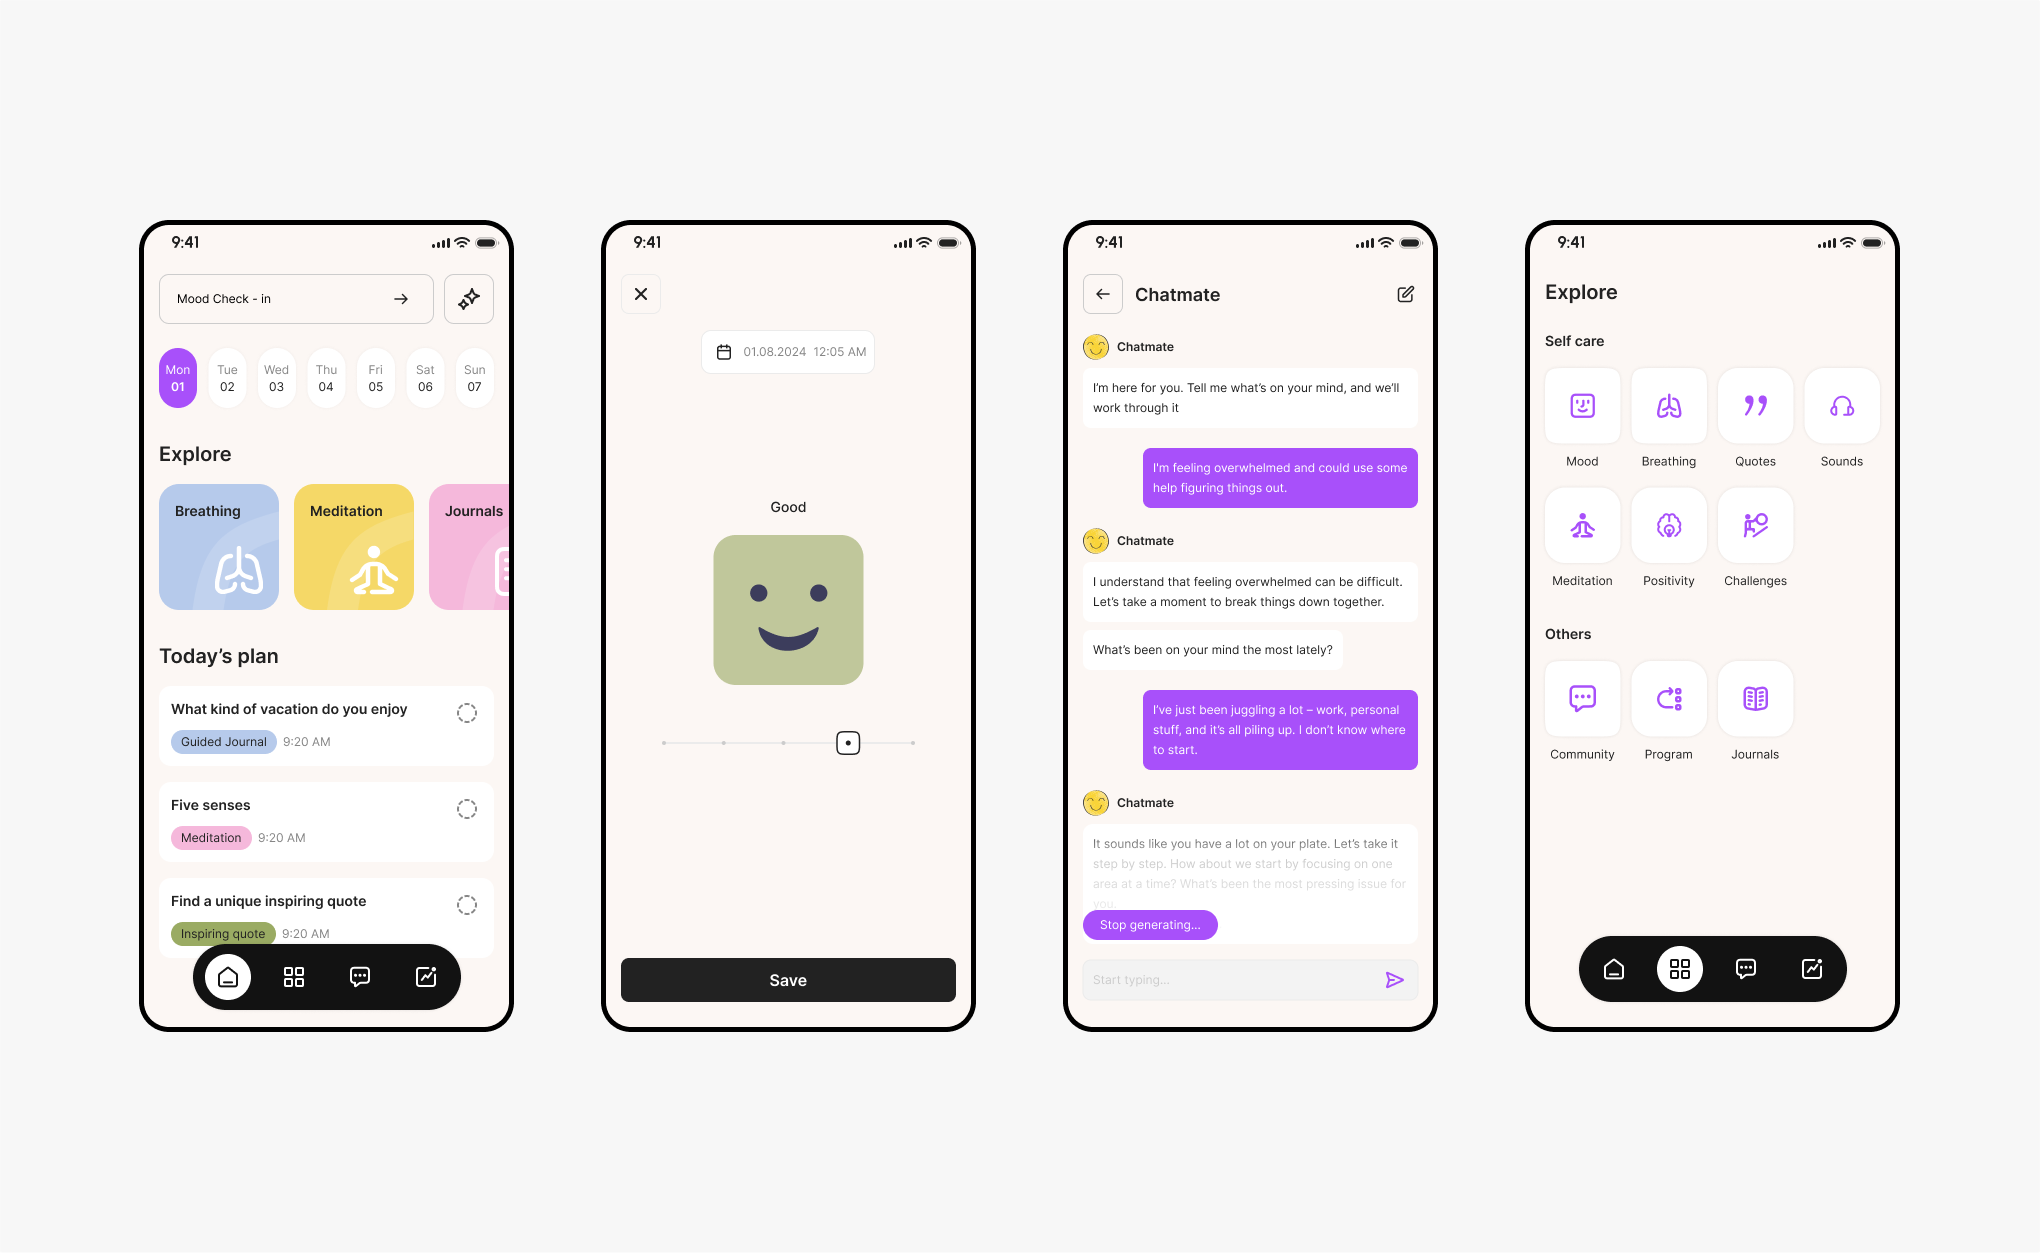 9:41
Mood Check - in
Mon Tue Wed Thu Fri Sat Sun
01 02 03 04 05 06 07
Explore
Breathing Meditation Journals
Today’s plan
What kind of vacation do you enjoy
Guided Journal 9:20 AM
Five senses
Meditation 9:20 AM
Find a unique inspiring quote
Inspiring quote 9:20 AM
9:41
01.08.2024 12:05 AM
Good
Save
9:41
Chatmate
Chatmate
I’m here for you. Tell me what’s on your mind, and we’ll
work through it
I'm feeling overwhelmed and could use some
help figuring things out.
Chatmate
I understand that feeling overwhelmed can be difficult.
Let’s take a moment to break things down together.
What’s been on your mind the most lately?
I’ve just been juggling a lot – work, personal
stuff, and it’s all piling up. I don’t know where
to start.
Chatmate
It sounds like you have a lot on your plate. Let’s take it
step by step. How about we start by focusing on one
area at a time? What’s been the most pressing issue for
you.
Stop generating...
Start typing...
9:41
Explore
Self care
Mood Breathing Quotes Sounds
Meditation Positivity Challenges
Others
Community Program Journals